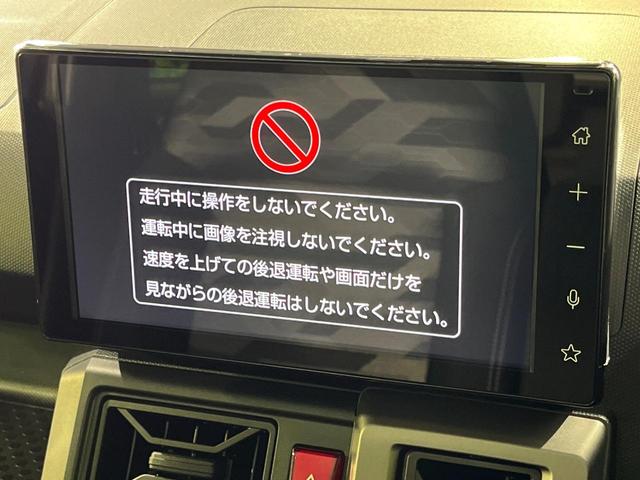 走行中に操作をしないでください。
運転中に画像を注視しないでください。
速度を上げての後退運転や画面だけを
見ながらの後退運転はしないでください。